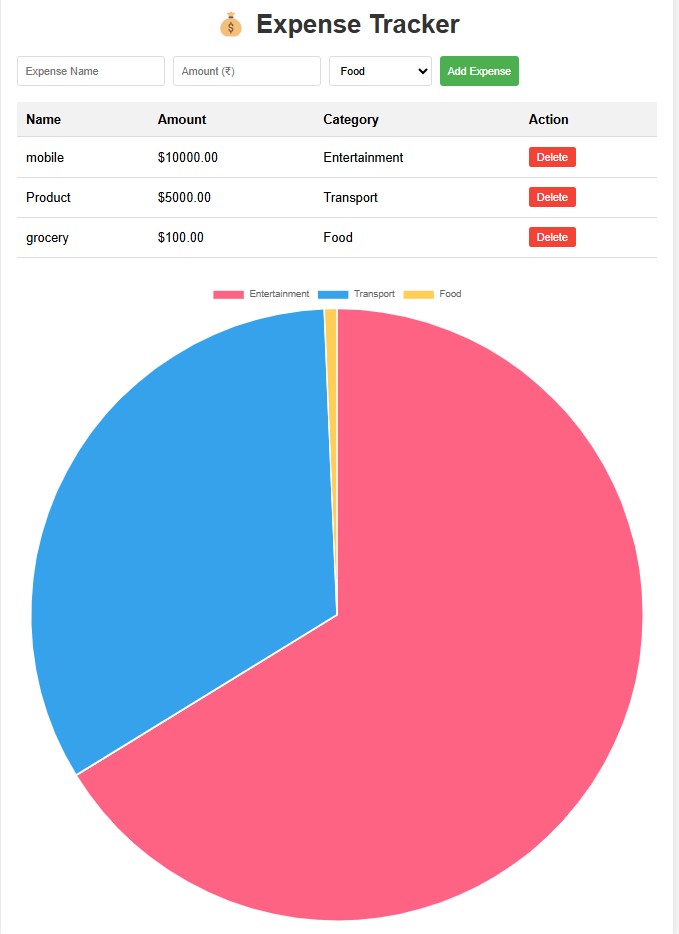 Expense Tracker
Expense Name Amount (₹) Food Add Expense
Name Amount Category Action
mobile $10000.00 Entertainment Delete
Product $5000.00 Transport Delete
grocery $100.00 Food Delete
Entertainment Transport Food